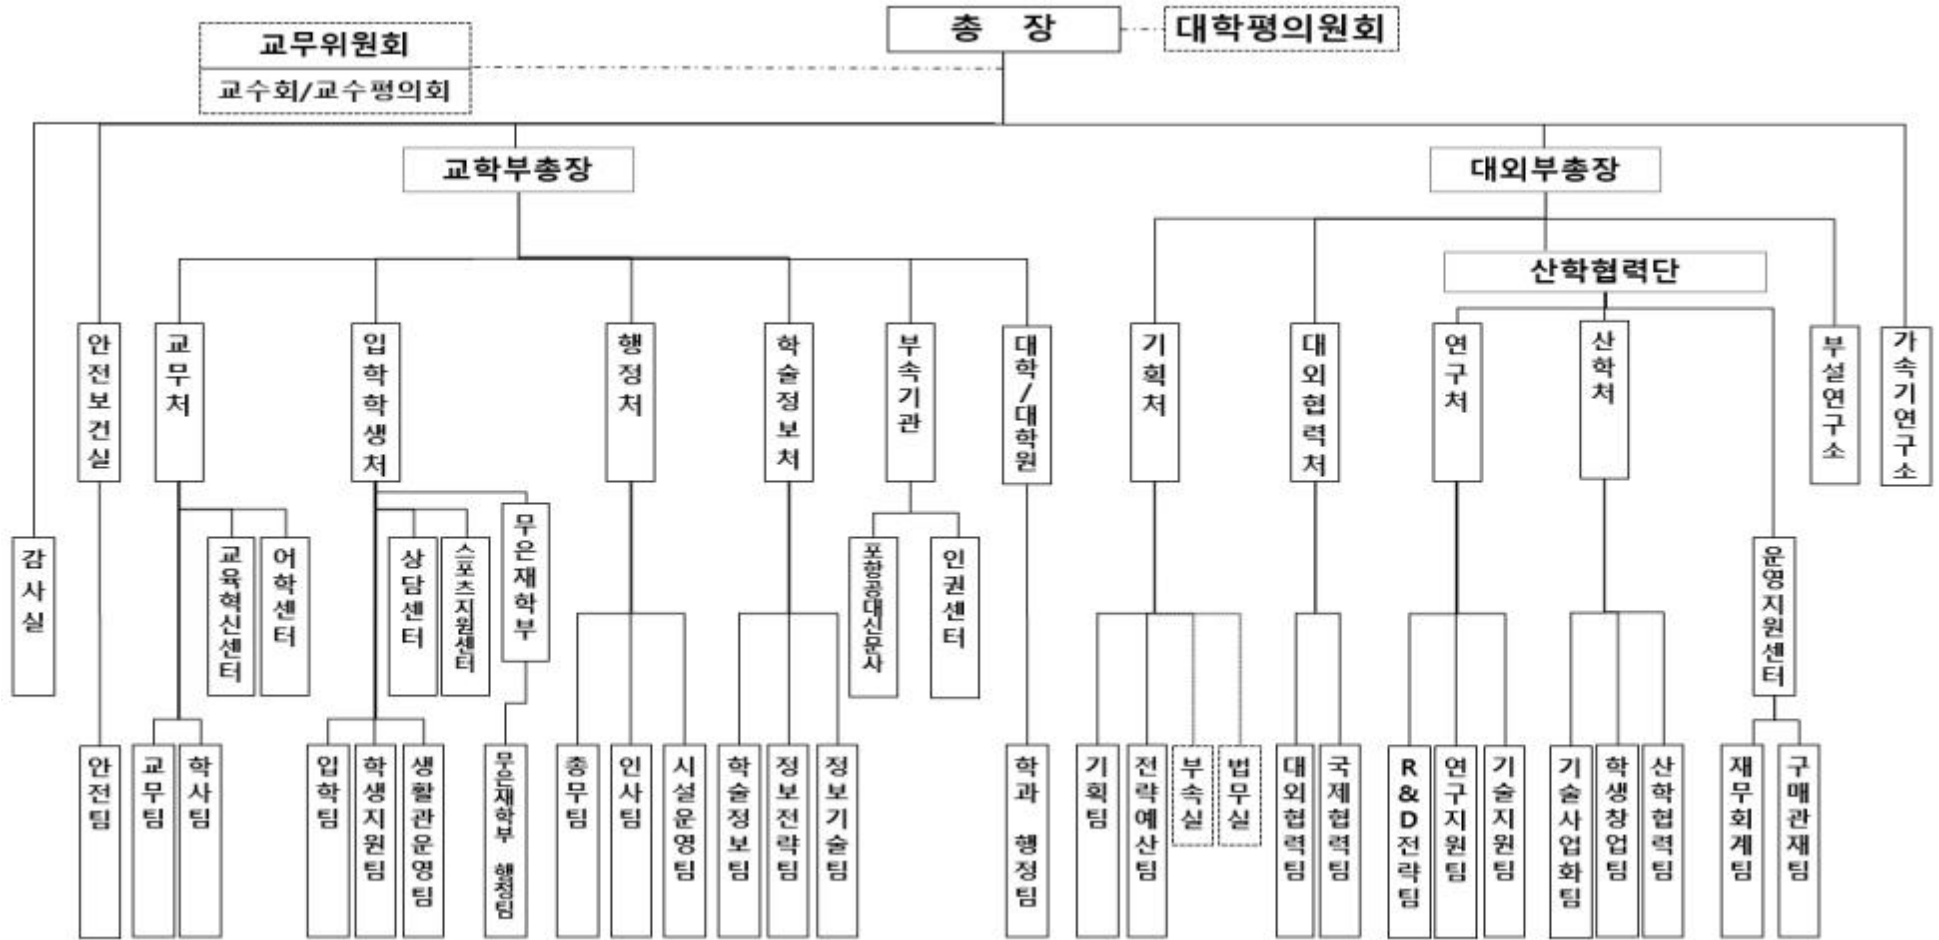 총 장
대학평의원회
교무위원회
교수회/교수평의회
교학부총장
대외부총장
산학협력단
안전보건실
교무처
입학학생처
행정처
학술정보처
부속기관
대학/대학원
기획처
대외협력처
연구처
산학처
부설연구소
가속기연구소
감사실
교육혁신센터
어학센터
상담센터
스포츠지원센터
무은재학부
포항공대신문사
인권센터
운영지원센터
안전팀
교무팀
학사팀
입학팀
학생지원팀
생활관운영팀
무은재학부 행정팀
총무팀
인사팀
시설운영팀
학술정보팀
정보전략팀
정보기술팀
학과 행정팀
기획팀
전략예산팀
부속실
법무실
대외협력팀
국제협력팀
R&D전략팀
연구지원팀
기술지원팀
기술사업화팀
학생창업팀
산학협력팀
재무회계팀
구매관재팀